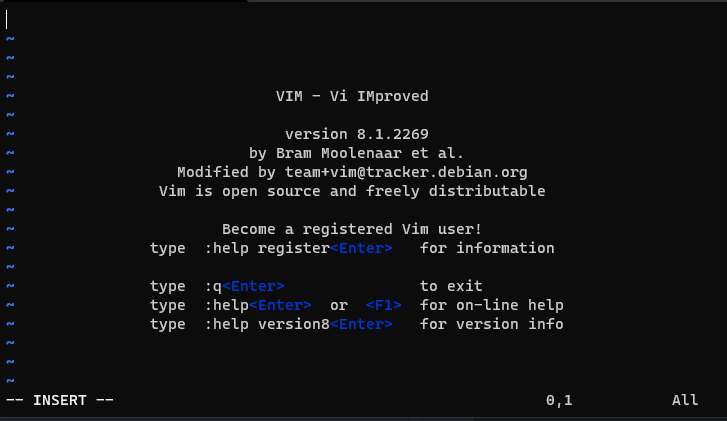 ~
~
~
~ VIM - Vi IMproved
~
~ version 8.1.2269
~ by Bram Moolenaar et al.
~ Modified by team+vim@tracker.debian.org
~ Vim is open source and freely distributable
~
~ Become a registered Vim user!
~ type :help register<Enter> for information
~
~ type :q<Enter> to exit
~ type :help<Enter> or <F1> for on-line help
~ type :help version8<Enter> for version info
~
~
~
-- INSERT -- 0,1 All